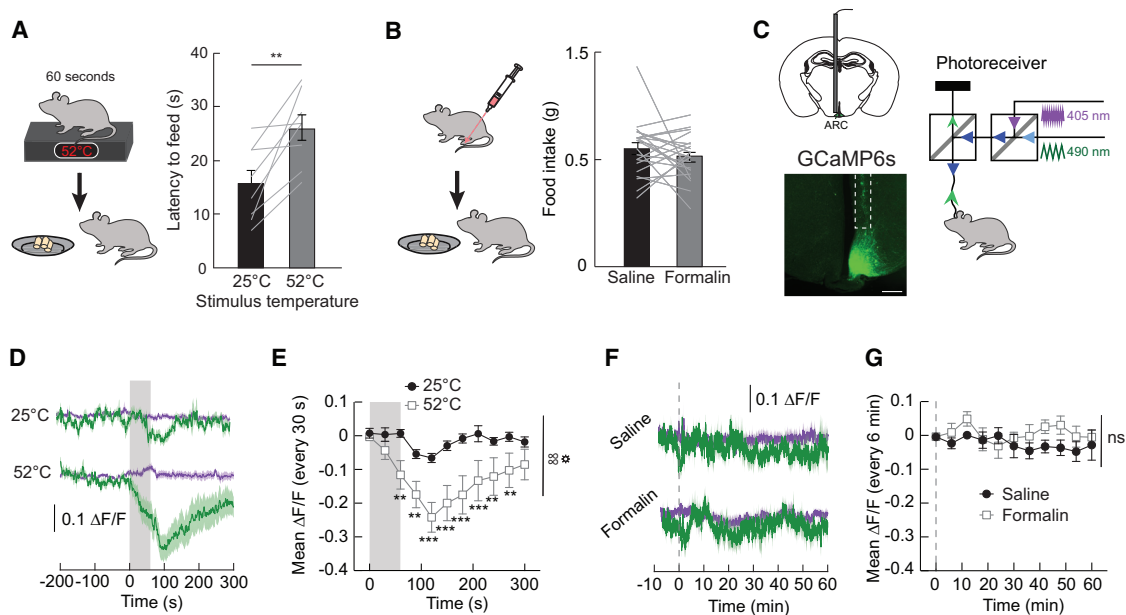 A
60 seconds
52°C
Latency to feed (s)
40
30
20
10
0
**
25°C 52°C
Stimulus temperature
B
Food intake (g)
1.5
0.5
0
Saline
Formalin
C
ARC
GCaMP6s
Photoreceiver
405 nm
490 nm
D
25°C
52°C
0.1 ΔF/F
-200 -100 0 100 200 300
Time (s)
E
25°C
52°C
Mean ΔF/F (every 30 s)
0.1
0
-0.1
-0.2
-0.3
-0.4
** ** *** *** *** *** ** **
0 100 200 300
Time (s)
F
0.1 ΔF/F
Saline
Formalin
-10 0 10 20 30 40 50 60
Time (min)
G
Mean ΔF/F (every 6 min)
0.1
0
-0.1
-0.2
-0.3
-0.4
ns
Saline
Formalin
0 10 20 30 40 50 60
Time (min)